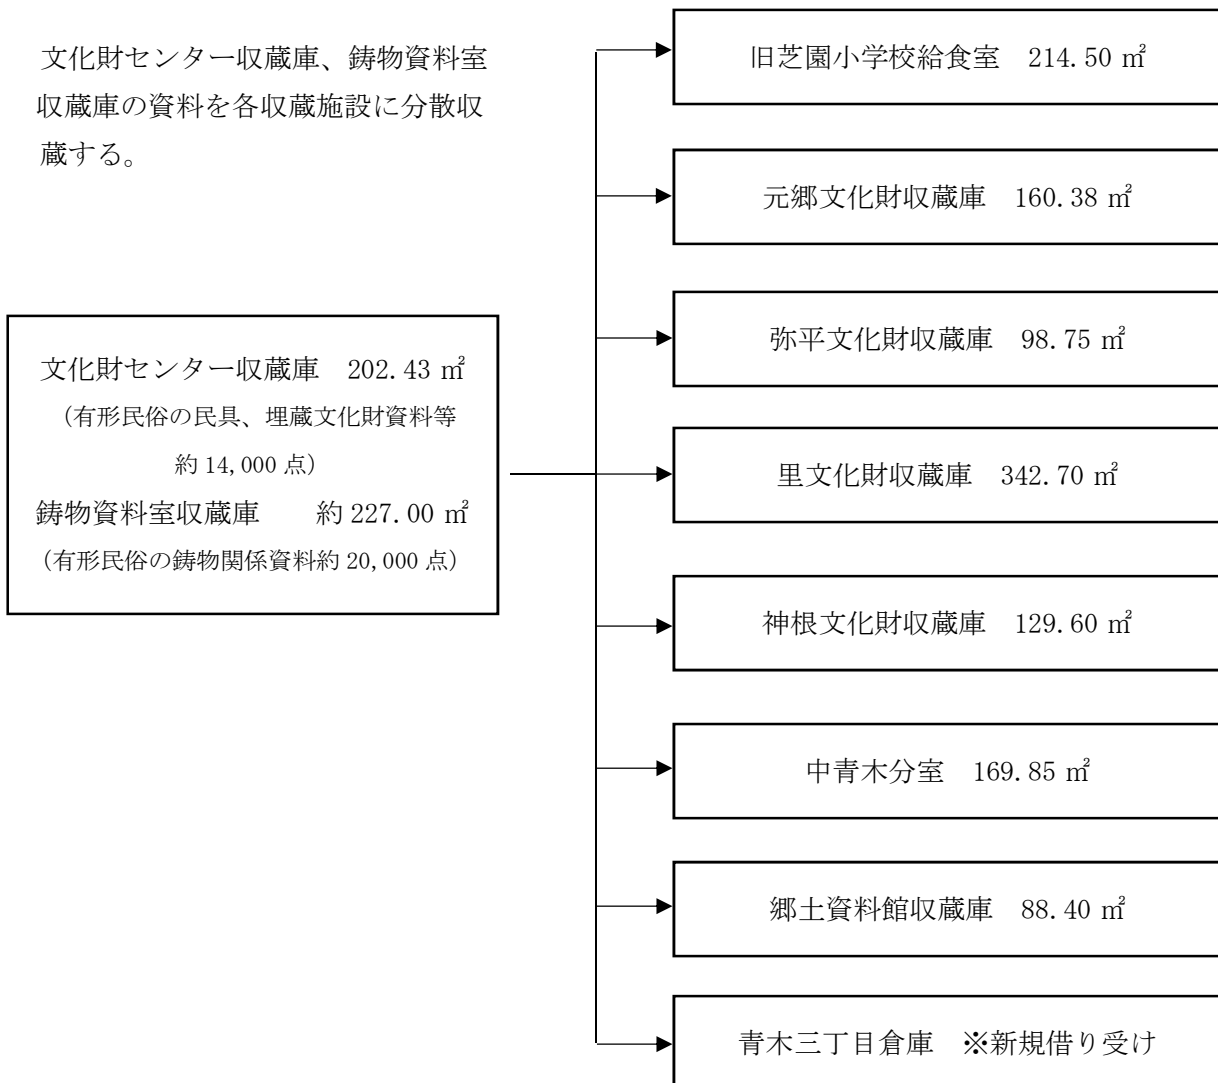 文化財センター収蔵庫、鋳物資料室
収蔵庫の資料を各収蔵施設に分散収
蔵する。
文化財センター収蔵庫　202.43 ㎡
（有形民俗の民具、埋蔵文化財資料等
約 14,000 点）
鋳物資料室収蔵庫　　約 227.00 ㎡
（有形民俗の鋳物関係資料約 20,000 点）
旧芝園小学校給食室　214.50 ㎡
元郷文化財収蔵庫　160.38 ㎡
弥平文化財収蔵庫　98.75 ㎡
里文化財収蔵庫　342.70 ㎡
神根文化財収蔵庫　129.60 ㎡
中青木分室　169.85 ㎡
郷土資料館収蔵庫　88.40 ㎡
青木三丁目倉庫　※新規借り受け